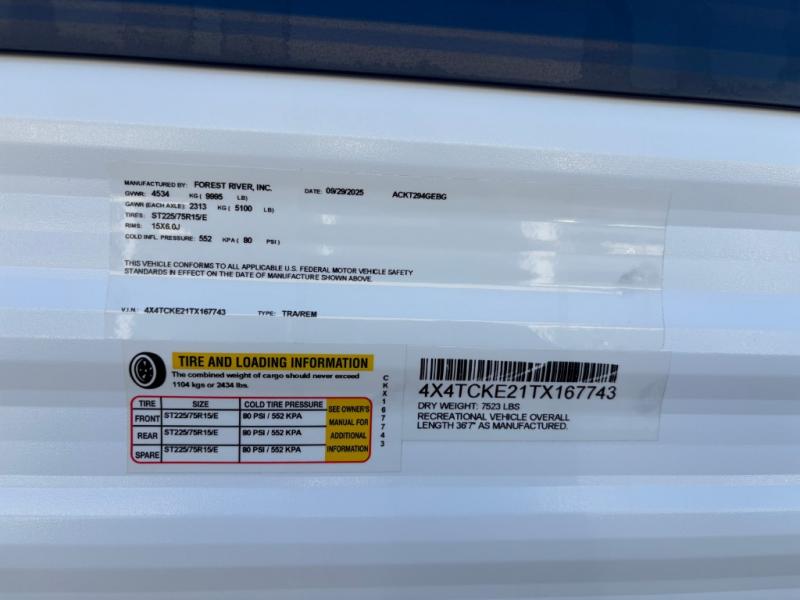 MANUFACTURED BY: FOREST RIVER, INC. DATE: 09/29/2025 ACKT294GEBG
GVWR: 4534 KG ( 9995 LB)
GAWR (EACH AXLE): 2313 KG ( 5100 LB)
TIRES: ST225/75R15/E
RIMS: 15X6.0J
COLD INFL. PRESSURE: 552 KPA ( 80 PSI)
THIS VEHICLE CONFORMS TO ALL APPLICABLE U.S. FEDERAL MOTOR VEHICLE SAFETY
STANDARDS IN EFFECT ON THE DATE OF MANUFACTURE SHOWN ABOVE.
V.I.N.: 4X4TCKE21TX167743 TYPE: TRA/REM
TIRE AND LOADING INFORMATION
The combined weight of cargo should never exceed
1104 kgs or 2434 lbs.
TIRE SIZE COLD TIRE PRESSURE
FRONT ST225/75R15/E 80 PSI / 552 KPA
REAR ST225/75R15/E 80 PSI / 552 KPA
SPARE ST225/75R15/E 80 PSI / 552 KPA
SEE OWNER'S
MANUAL FOR
ADDITIONAL
INFORMATION
CKX167743
4X4TCKE21TX167743
DRY WEIGHT: 7523 LBS
RECREATIONAL VEHICLE OVERALL
LENGTH 36'7" AS MANUFACTURED.